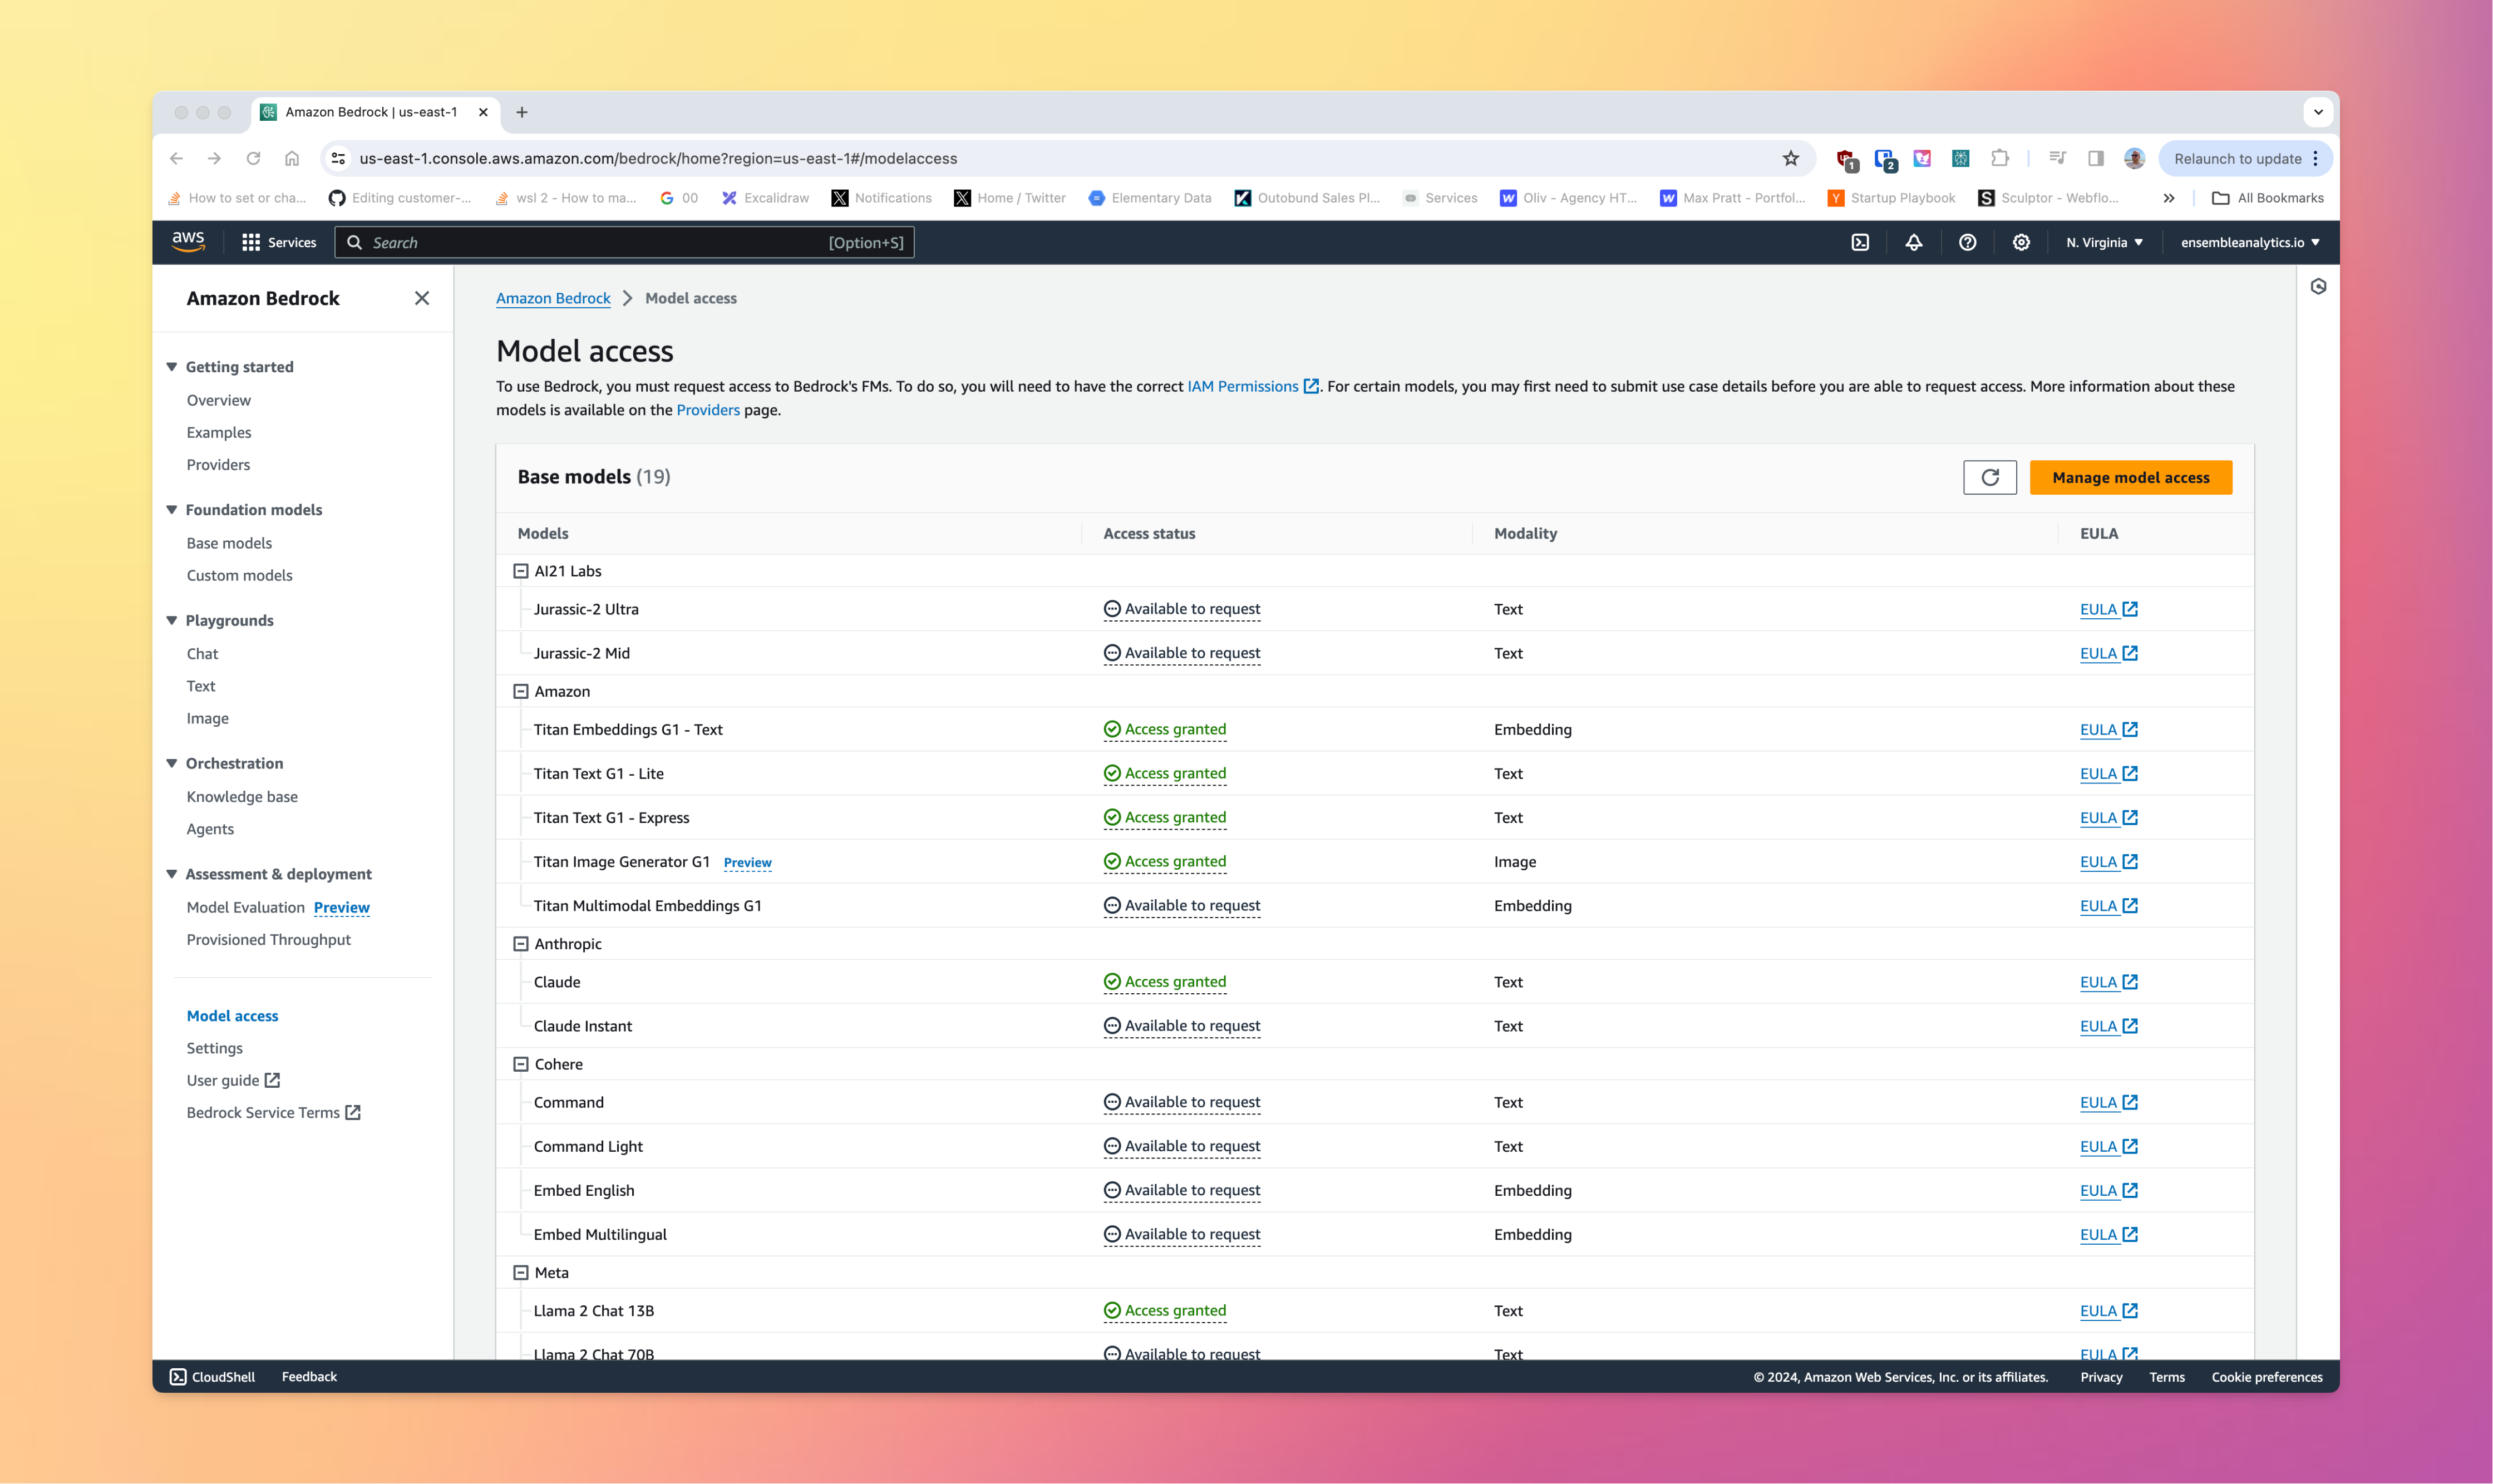 Amazon Bedrock | us-east-1
us-east-1.console.aws.amazon.com/bedrock/home?region=us-east-1#/modelaccess
1
2
Relaunch to update
How to set or cha...
Editing customer-...
wsl 2 - How to ma...
00
Excalidraw
Notifications
Home / Twitter
Elementary Data
Outobund Sales Pl...
Services
Oliv - Agency HT...
Max Pratt - Portfol...
Startup Playbook
Sculptor - Webflo...
All Bookmarks
aws
Services
Search
[Option+S]
N. Virginia
ensembleanalytics.io
Amazon Bedrock
Getting started
Overview
Examples
Providers
Foundation models
Base models
Custom models
Playgrounds
Chat
Text
Image
Orchestration
Knowledge base
Agents
Assessment & deployment
Model Evaluation Preview
Provisioned Throughput
Model access
Settings
User guide
Bedrock Service Terms
Amazon Bedrock > Model access
Model access
To use Bedrock, you must request access to Bedrock's FMs. To do so, you will need to have the correct IAM Permissions. For certain models, you may first need to submit use case details before you are able to request access. More information about these
models is available on the Providers page.
Base models (19)
Manage model access
Models Access status Modality EULA
AI21 Labs
Jurassic-2 Ultra Available to request Text EULA
Jurassic-2 Mid Available to request Text EULA
Amazon
Titan Embeddings G1 - Text Access granted Embedding EULA
Titan Text G1 - Lite Access granted Text EULA
Titan Text G1 - Express Access granted Text EULA
Titan Image Generator G1 Preview Access granted Image EULA
Titan Multimodal Embeddings G1 Available to request Embedding EULA
Anthropic
Claude Access granted Text EULA
Claude Instant Available to request Text EULA
Cohere
Command Available to request Text EULA
Command Light Available to request Text EULA
Embed English Available to request Embedding EULA
Embed Multilingual Available to request Embedding EULA
Meta
Llama 2 Chat 13B Access granted Text EULA
Llama 2 Chat 70B Available to request Text EULA
CloudShell
Feedback
© 2024, Amazon Web Services, Inc. or its affiliates.
Privacy
Terms
Cookie preferences